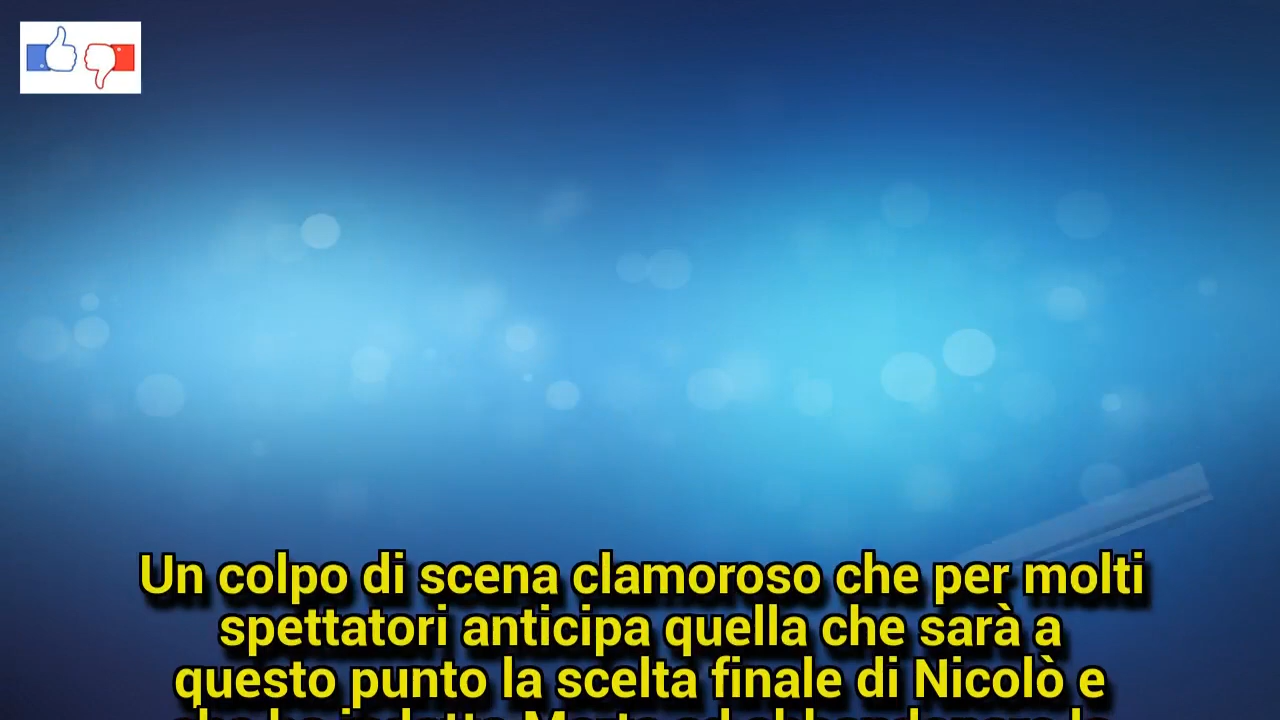 Un colpo di scena clamoroso che per molti
spettatori anticipa quella che sarà a
questo punto la scelta finale di Nicolò e